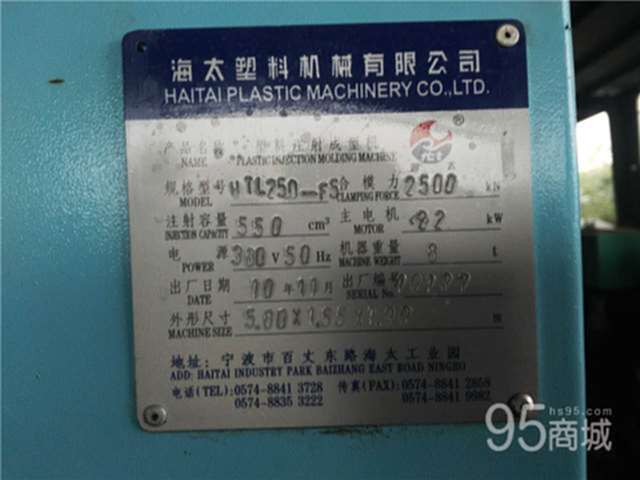 海太塑料机械有限公司
HAITAI PLASTIC MACHINERY CO.,LTD.
产品名称 塑料注射成型机
NAME PLASTIC INJECTION MOLDING MACHINE
规格型号 HTL250-F5 合模力 2500 kN
MODEL CLAMPING FORCE
注射容量 550 cm³ 主电机 22 kW
INJECTION CAPACITY MOTOR
电源 380 V 50 Hz 机器重量 8 t
POWER MACHINE WEIGHT
出厂日期 10年11月 出厂编号
DATE SERIAL No.
外形尺寸 m
MACHINE SIZE
地址: 宁波市百丈东路海太工业园
ADD: HAITAI INDUSTRY PARK BAIZHANG EAST ROAD NINGBO
电话(TEL): 0574-8841 3728 传真(FAX): 0574-8841 2858
0574-8835 3222 0574-8841 9982
95商城
hs95.com